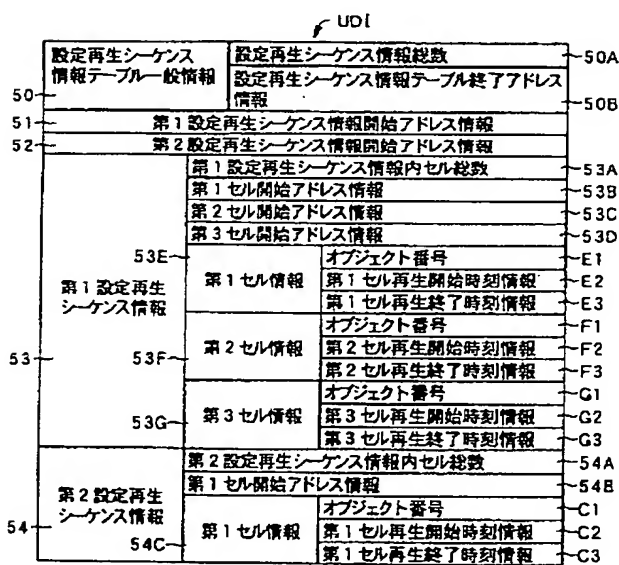 UDI
設定再生シーケンス
情報テーブル一般情報
50
設定再生シーケンス情報総数
50A
設定再生シーケンス情報テーブル終了アドレス
情報
50B
51
第1設定再生シーケンス情報開始アドレス情報
52
第2設定再生シーケンス情報開始アドレス情報
第1設定再生
シーケンス情報
53
第1設定再生シーケンス情報内セル総数
53A
第1セル開始アドレス情報
53B
第2セル開始アドレス情報
53C
第3セル開始アドレス情報
53D
53E
第1セル情報
オブジェクト番号
E1
第1セル再生開始時刻情報
E2
第1セル再生終了時刻情報
E3
53F
第2セル情報
オブジェクト番号
F1
第2セル再生開始時刻情報
F2
第2セル再生終了時刻情報
F3
53G
第3セル情報
オブジェクト番号
G1
第3セル再生開始時刻情報
G2
第3セル再生終了時刻情報
G3
第2設定再生
シーケンス情報
54
第2設定再生シーケンス情報内セル総数
54A
第1セル開始アドレス情報
54B
54C
第1セル情報
オブジェクト番号
C1
第1セル再生開始時刻情報
C2
第1セル再生終了時刻情報
C3